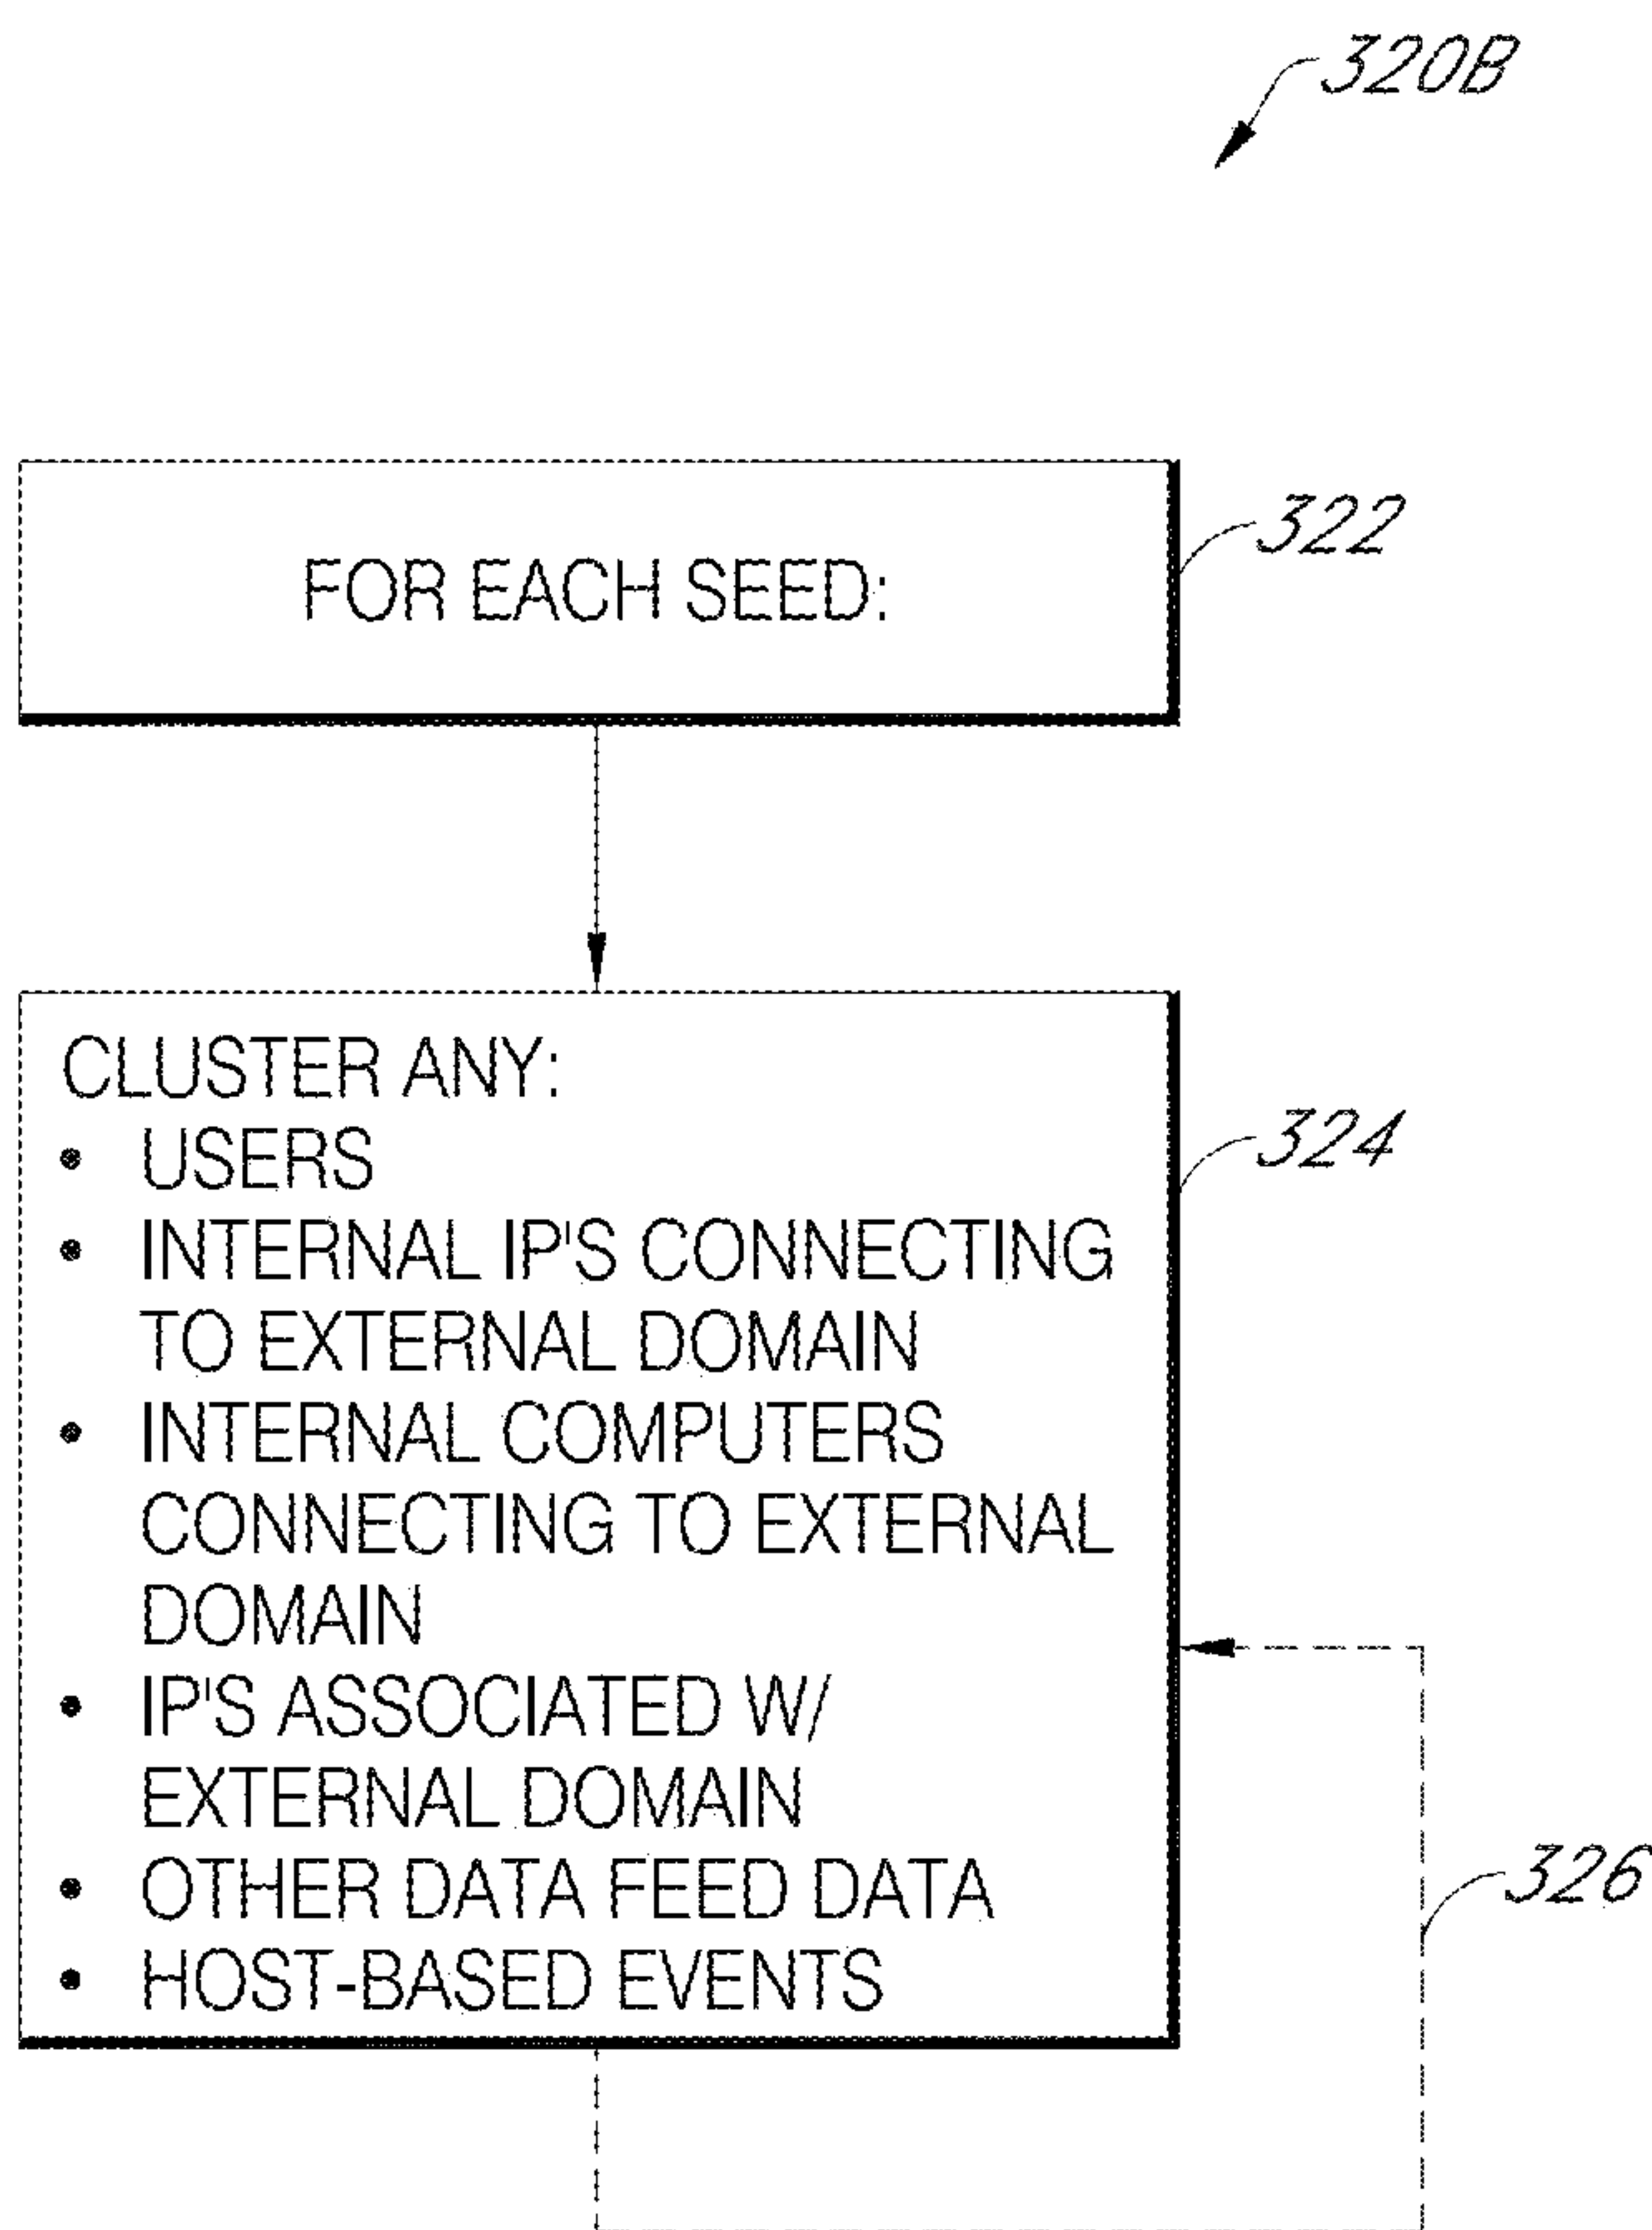 320B
FOR EACH SEED:
322
CLUSTER ANY:
• USERS
• INTERNAL IP'S CONNECTING
TO EXTERNAL DOMAIN
• INTERNAL COMPUTERS
CONNECTING TO EXTERNAL
DOMAIN
• IP'S ASSOCIATED W/
EXTERNAL DOMAIN
• OTHER DATA FEED DATA
• HOST-BASED EVENTS
324
326